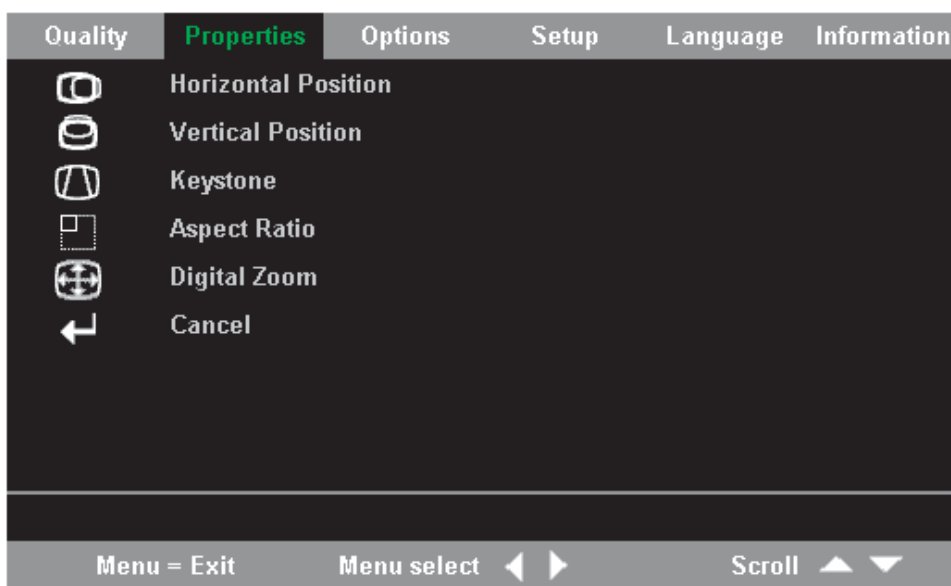 Quality Properties Options Setup Language Information
Horizontal Position
Vertical Position
Keystone
Aspect Ratio
Digital Zoom
Cancel
Menu = Exit Menu select Scroll